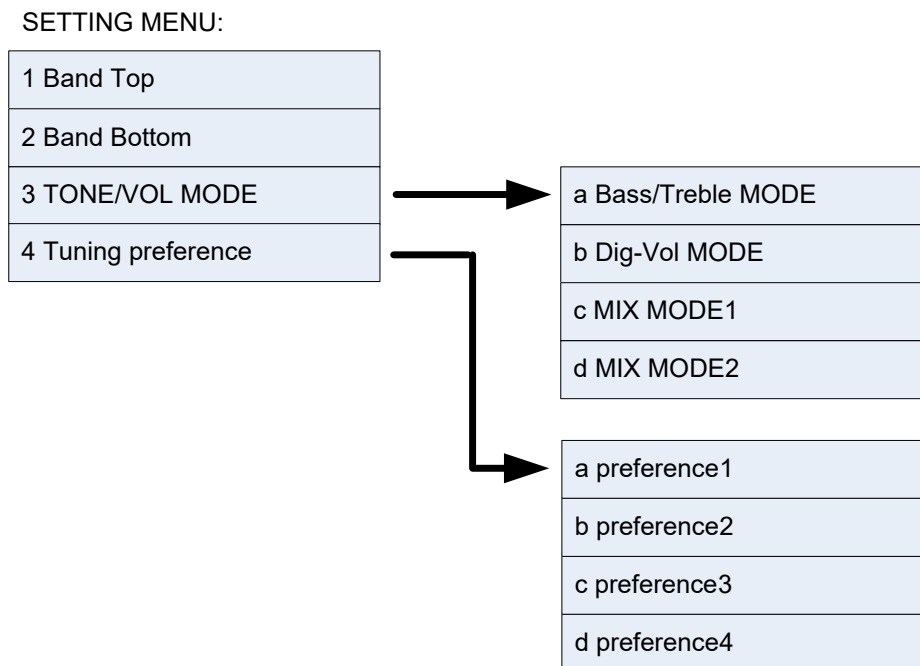 SETTING MENU:
1 Band Top
2 Band Bottom
3 TONE/VOL MODE
4 Tuning preference
a Bass/Treble MODE
b Dig-Vol MODE
c MIX MODE1
d MIX MODE2
a preference1
b preference2
c preference3
d preference4